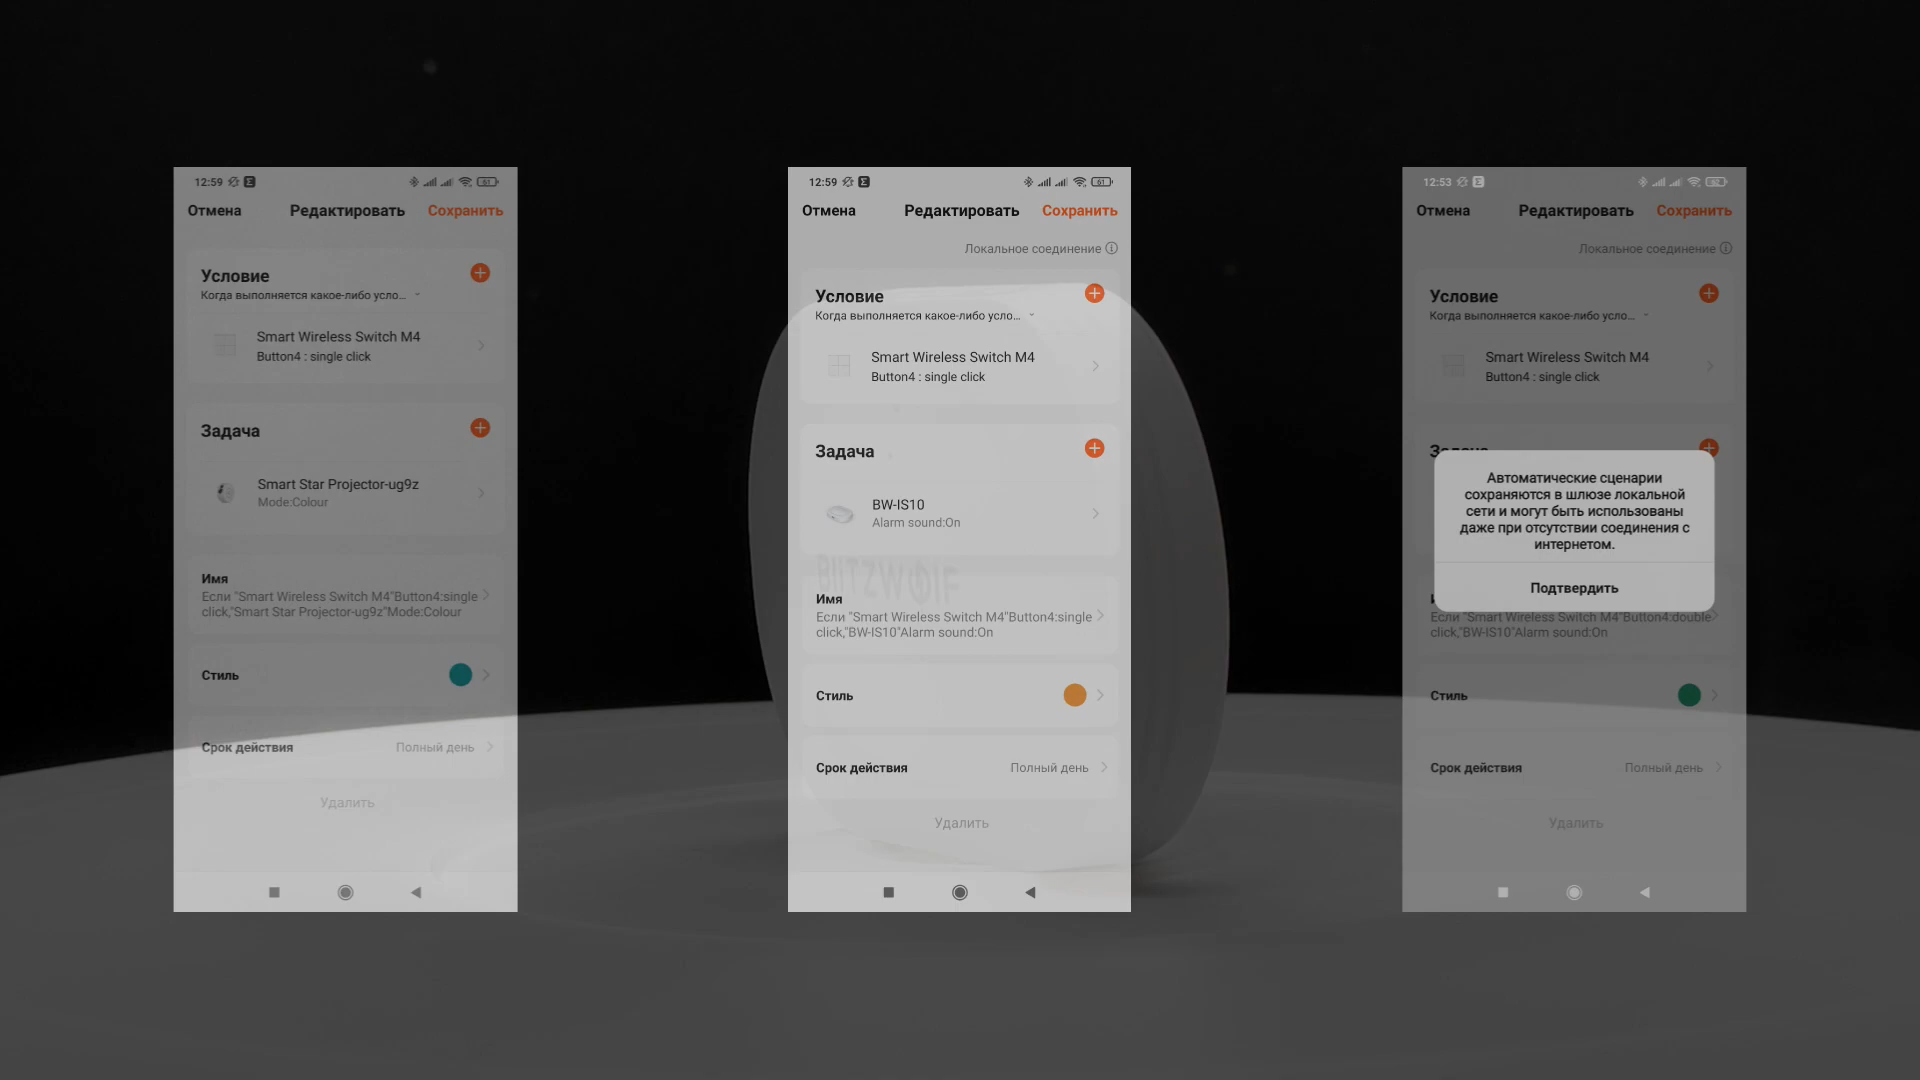 12:59
61
Отмена
Редактировать
Сохранить
Условие
Когда выполняется какое-либо усло...
Smart Wireless Switch M4
Button4 : single click
Задача
Smart Star Projector-ug9z
Mode:Colour
Имя
Если "Smart Wireless Switch M4"Button4:single
click,"Smart Star Projector-ug9z"Mode:Colour
Стиль
Срок действия
Полный день
Удалить
12:59
61
Отмена
Редактировать
Сохранить
Локальное соединение
Условие
Когда выполняется какое-либо усло...
Smart Wireless Switch M4
Button4 : single click
Задача
BW-IS10
Alarm sound:On
BlitzWolf
Имя
Если "Smart Wireless Switch M4"Button4:single
click,"BW-IS10"Alarm sound:On
Стиль
Срок действия
Полный день
Удалить
12:53
62
Отмена
Редактировать
Сохранить
Локальное соединение
Условие
Когда выполняется какое-либо усло...
Smart Wireless Switch M4
Button4 : single click
Автоматические сценарии
сохраняются в шлюзе локальной
сети и могут быть использованы
даже при отсутствии соединения с
интернетом.
Подтвердить
Если "Smart Wireless Switch M4"Button4:double
click,"BW-IS10"Alarm sound:On
Стиль
Срок действия
Полный день
Удалить